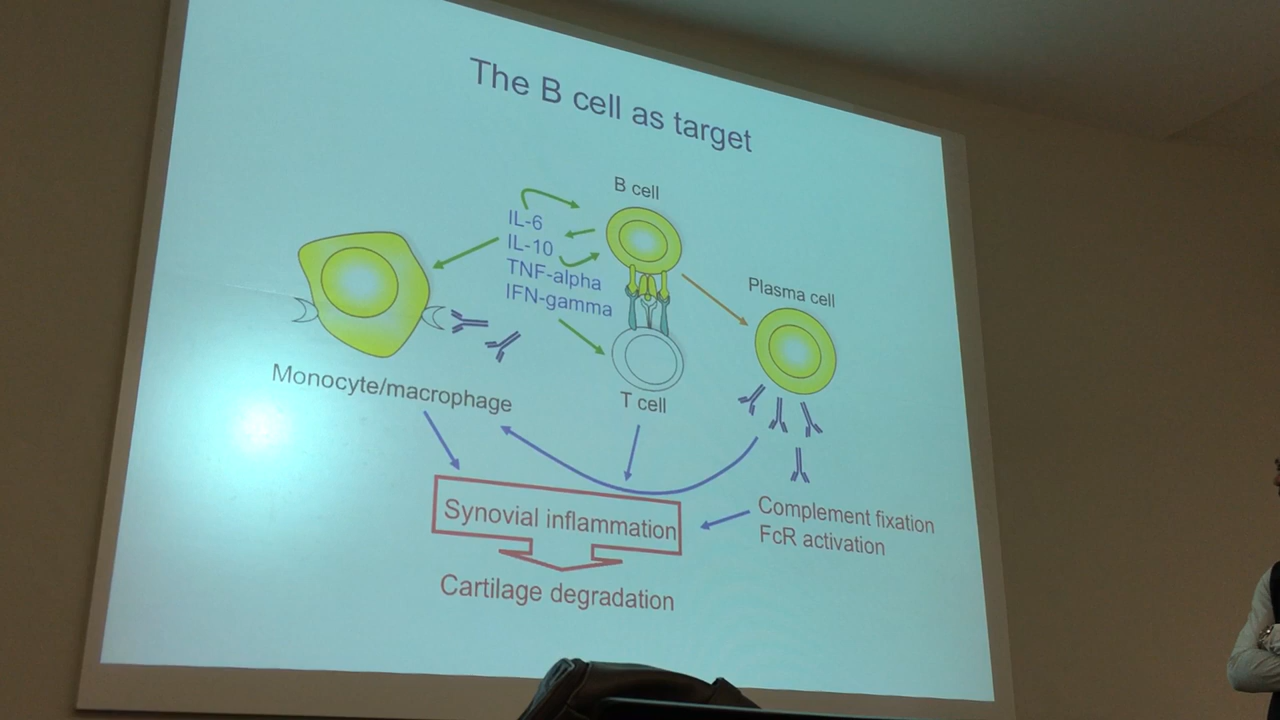 The B cell as target
B cell
IL-6
IL-10
TNF-alpha
IFN-gamma
Plasma cell
Monocyte/macrophage
T cell
Synovial inflammation
Complement fixation
FcR activation
Cartilage degradation